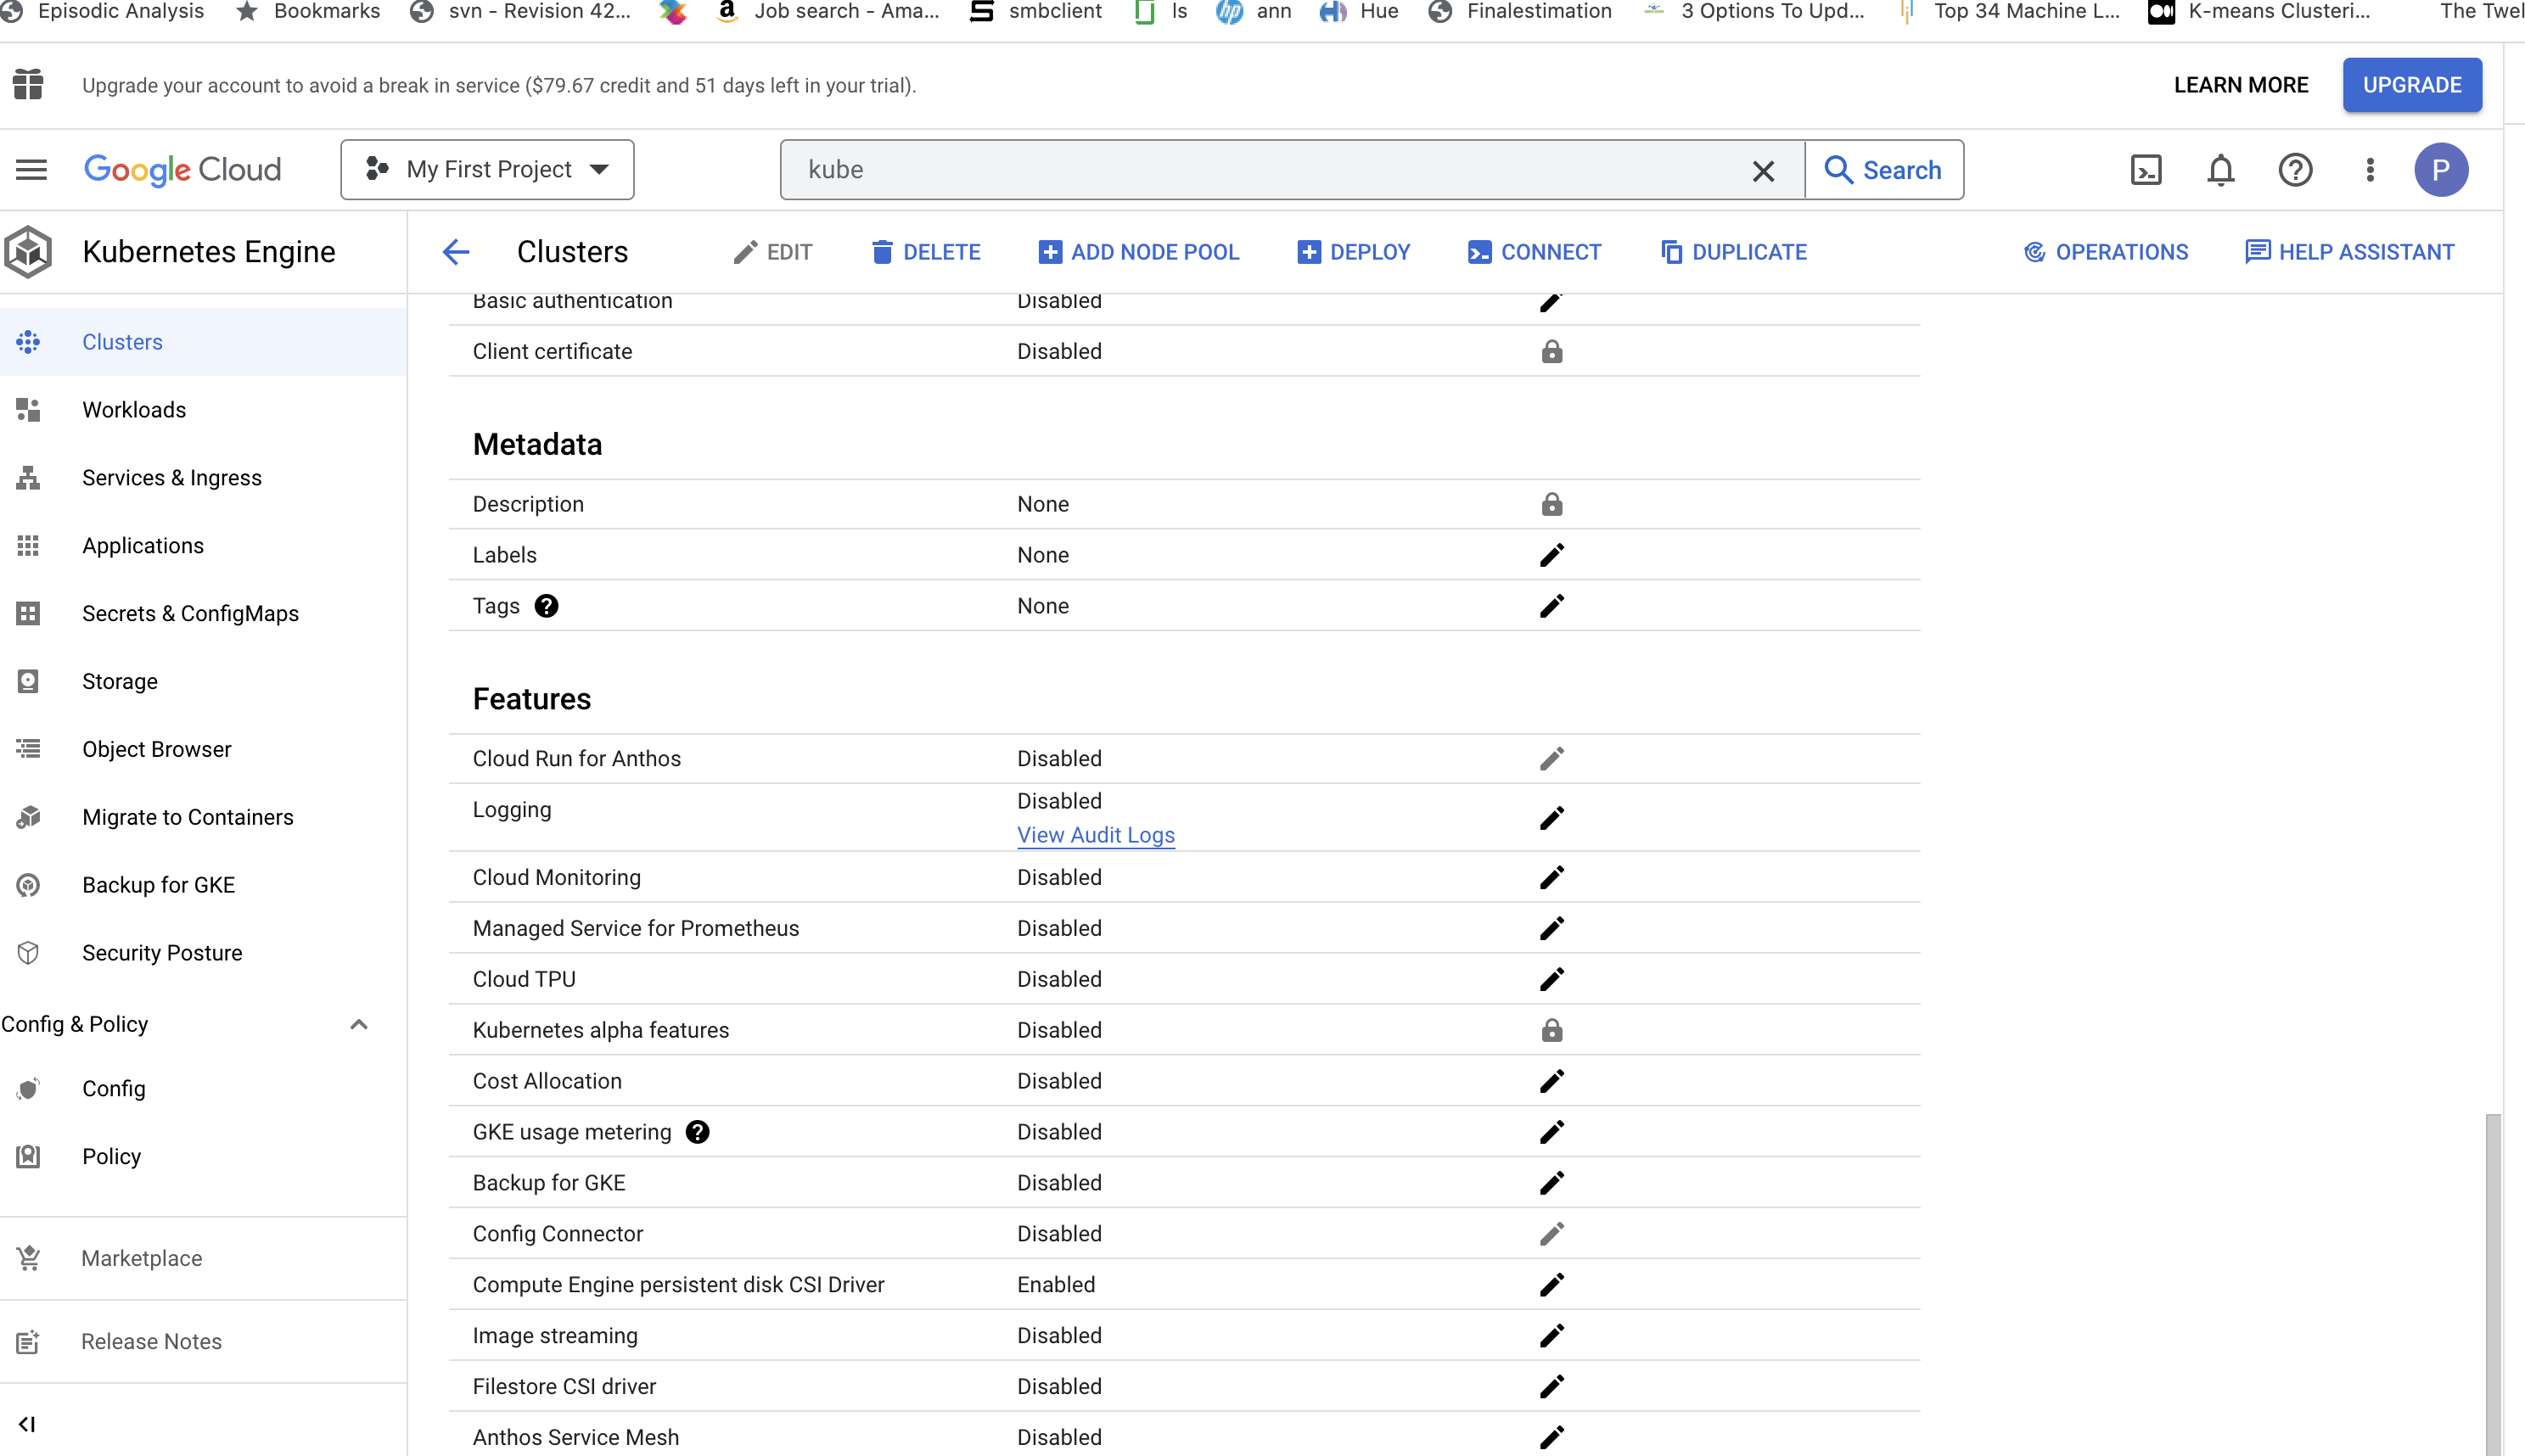 Episodic Analysis Bookmarks svn - Revision 42... Job search - Ama... smbclient ls ann Hue Finalestimation 3 Options To Upd... Top 34 Machine L... K-means Clusteri... The Twel
Upgrade your account to avoid a break in service ($79.67 credit and 51 days left in your trial). LEARN MORE UPGRADE
Google Cloud My First Project kube Search P
Kubernetes Engine
Clusters EDIT DELETE ADD NODE POOL DEPLOY CONNECT DUPLICATE OPERATIONS HELP ASSISTANT
Clusters
Workloads
Services & Ingress
Applications
Secrets & ConfigMaps
Storage
Object Browser
Migrate to Containers
Backup for GKE
Security Posture
Config & Policy
Config
Policy
Marketplace
Release Notes
Basic authentication Disabled
Client certificate Disabled
Metadata
Description None
Labels None
Tags None
Features
Cloud Run for Anthos Disabled
Logging Disabled
View Audit Logs
Cloud Monitoring Disabled
Managed Service for Prometheus Disabled
Cloud TPU Disabled
Kubernetes alpha features Disabled
Cost Allocation Disabled
GKE usage metering Disabled
Backup for GKE Disabled
Config Connector Disabled
Compute Engine persistent disk CSI Driver Enabled
Image streaming Disabled
Filestore CSI driver Disabled
Anthos Service Mesh Disabled